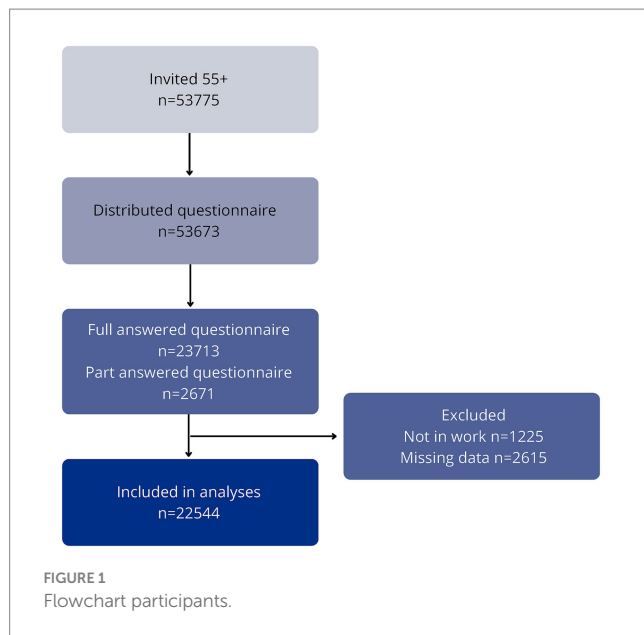 Invited 55+
n=53775
Distributed questionnaire
n=53673
Full answered questionnaire
n=23713
Part answered questionnaire
n=2671
Excluded
Not in work n=1225
Missing data n=2615
Included in analyses
n=22544
FIGURE 1
Flowchart participants.